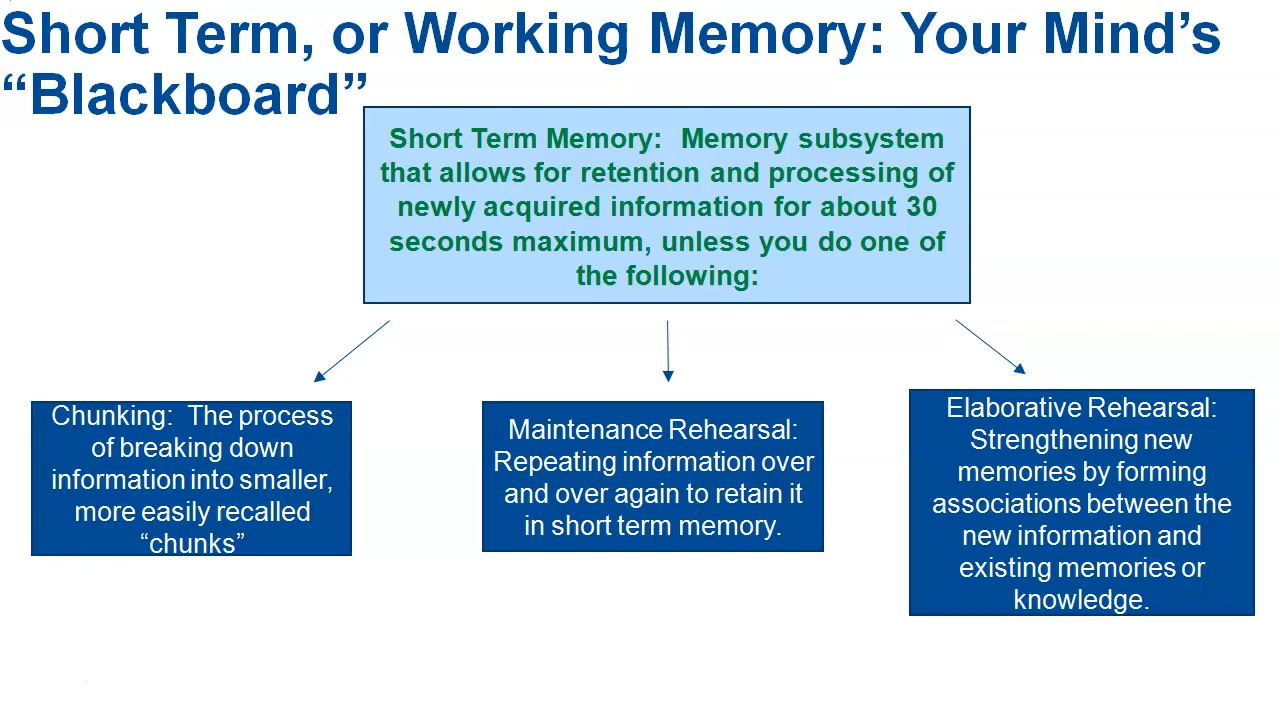 Short Term, or Working Memory: Your Mind’s
“Blackboard”
Short Term Memory:  Memory subsystem
that allows for retention and processing of
newly acquired information for about 30
seconds maximum, unless you do one of
the following:
Chunking:  The process
of breaking down
information into smaller,
more easily recalled
“chunks”
Maintenance Rehearsal:
Repeating information over
and over again to retain it
in short term memory.
Elaborative Rehearsal:
Strengthening new
memories by forming
associations between the
new information and
existing memories or
knowledge.